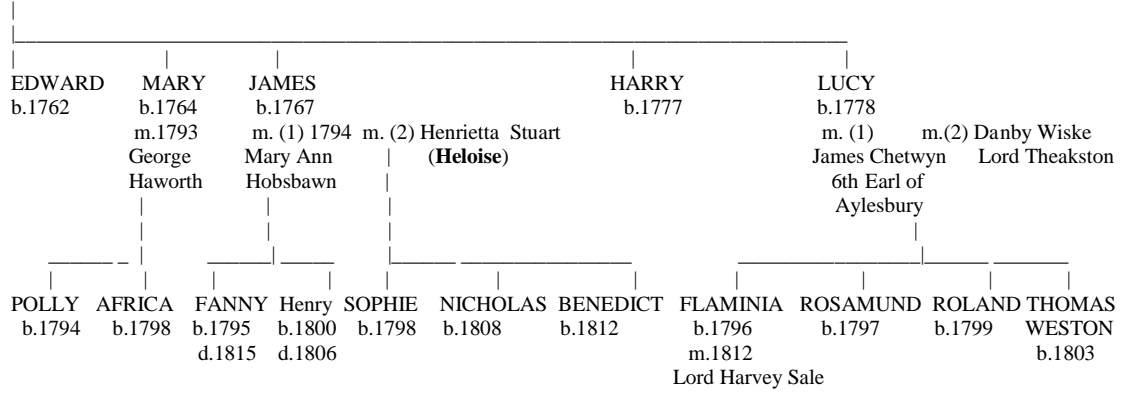 EDWARD MARY JAMES HARRY LUCY
b.1762 b.1764 b.1767 b.1777 b.1778
m.1793 m. (1) 1794 m. (2) Henrietta Stuart m. (1) m.(2) Danby Wiske
George Mary Ann (Heloise) James Chetwyn Lord Theakston
Haworth Hobsbawn 6th Earl of
Aylesbury
POLLY AFRICA FANNY Henry SOPHIE NICHOLAS BENEDICT FLAMINIA ROSAMUND ROLAND THOMAS
b.1794 b.1798 b.1795 b.1800 b.1798 b.1808 b.1812 b.1796 b.1797 b.1799 WESTON
d.1815 d.1806 m.1812 b.1803
Lord Harvey Sale